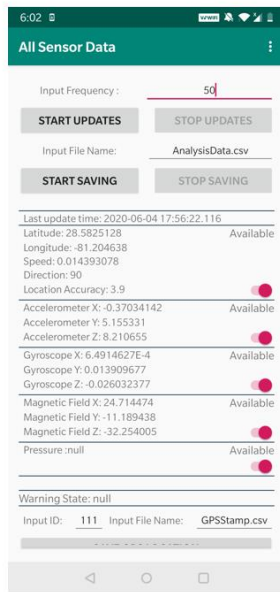 6:02
All Sensor Data
Input Frequency : 50
START UPDATES STOP UPDATES
Input File Name: AnalysisData.csv
START SAVING STOP SAVING
Last update time: 2020-06-04 17:56:22.116
Latitude: 28.5825128 Available
Longitude: -81.204638
Speed: 0.014393078
Direction: 90
Location Accuracy: 3.9
Accelerometer X: -0.37034142 Available
Accelerometer Y: 5.155331
Accelerometer Z: 8.210655
Gyroscope X: 6.4914627E-4 Available
Gyroscope Y: 0.013909677
Gyroscope Z: -0.026032377
Magnetic Field X: 24.714474 Available
Magnetic Field Y: -11.189438
Magnetic Field Z: -32.254005
Pressure :null Available
Warning State: null
Input ID: 111 Input File Name: GPSStamp.csv